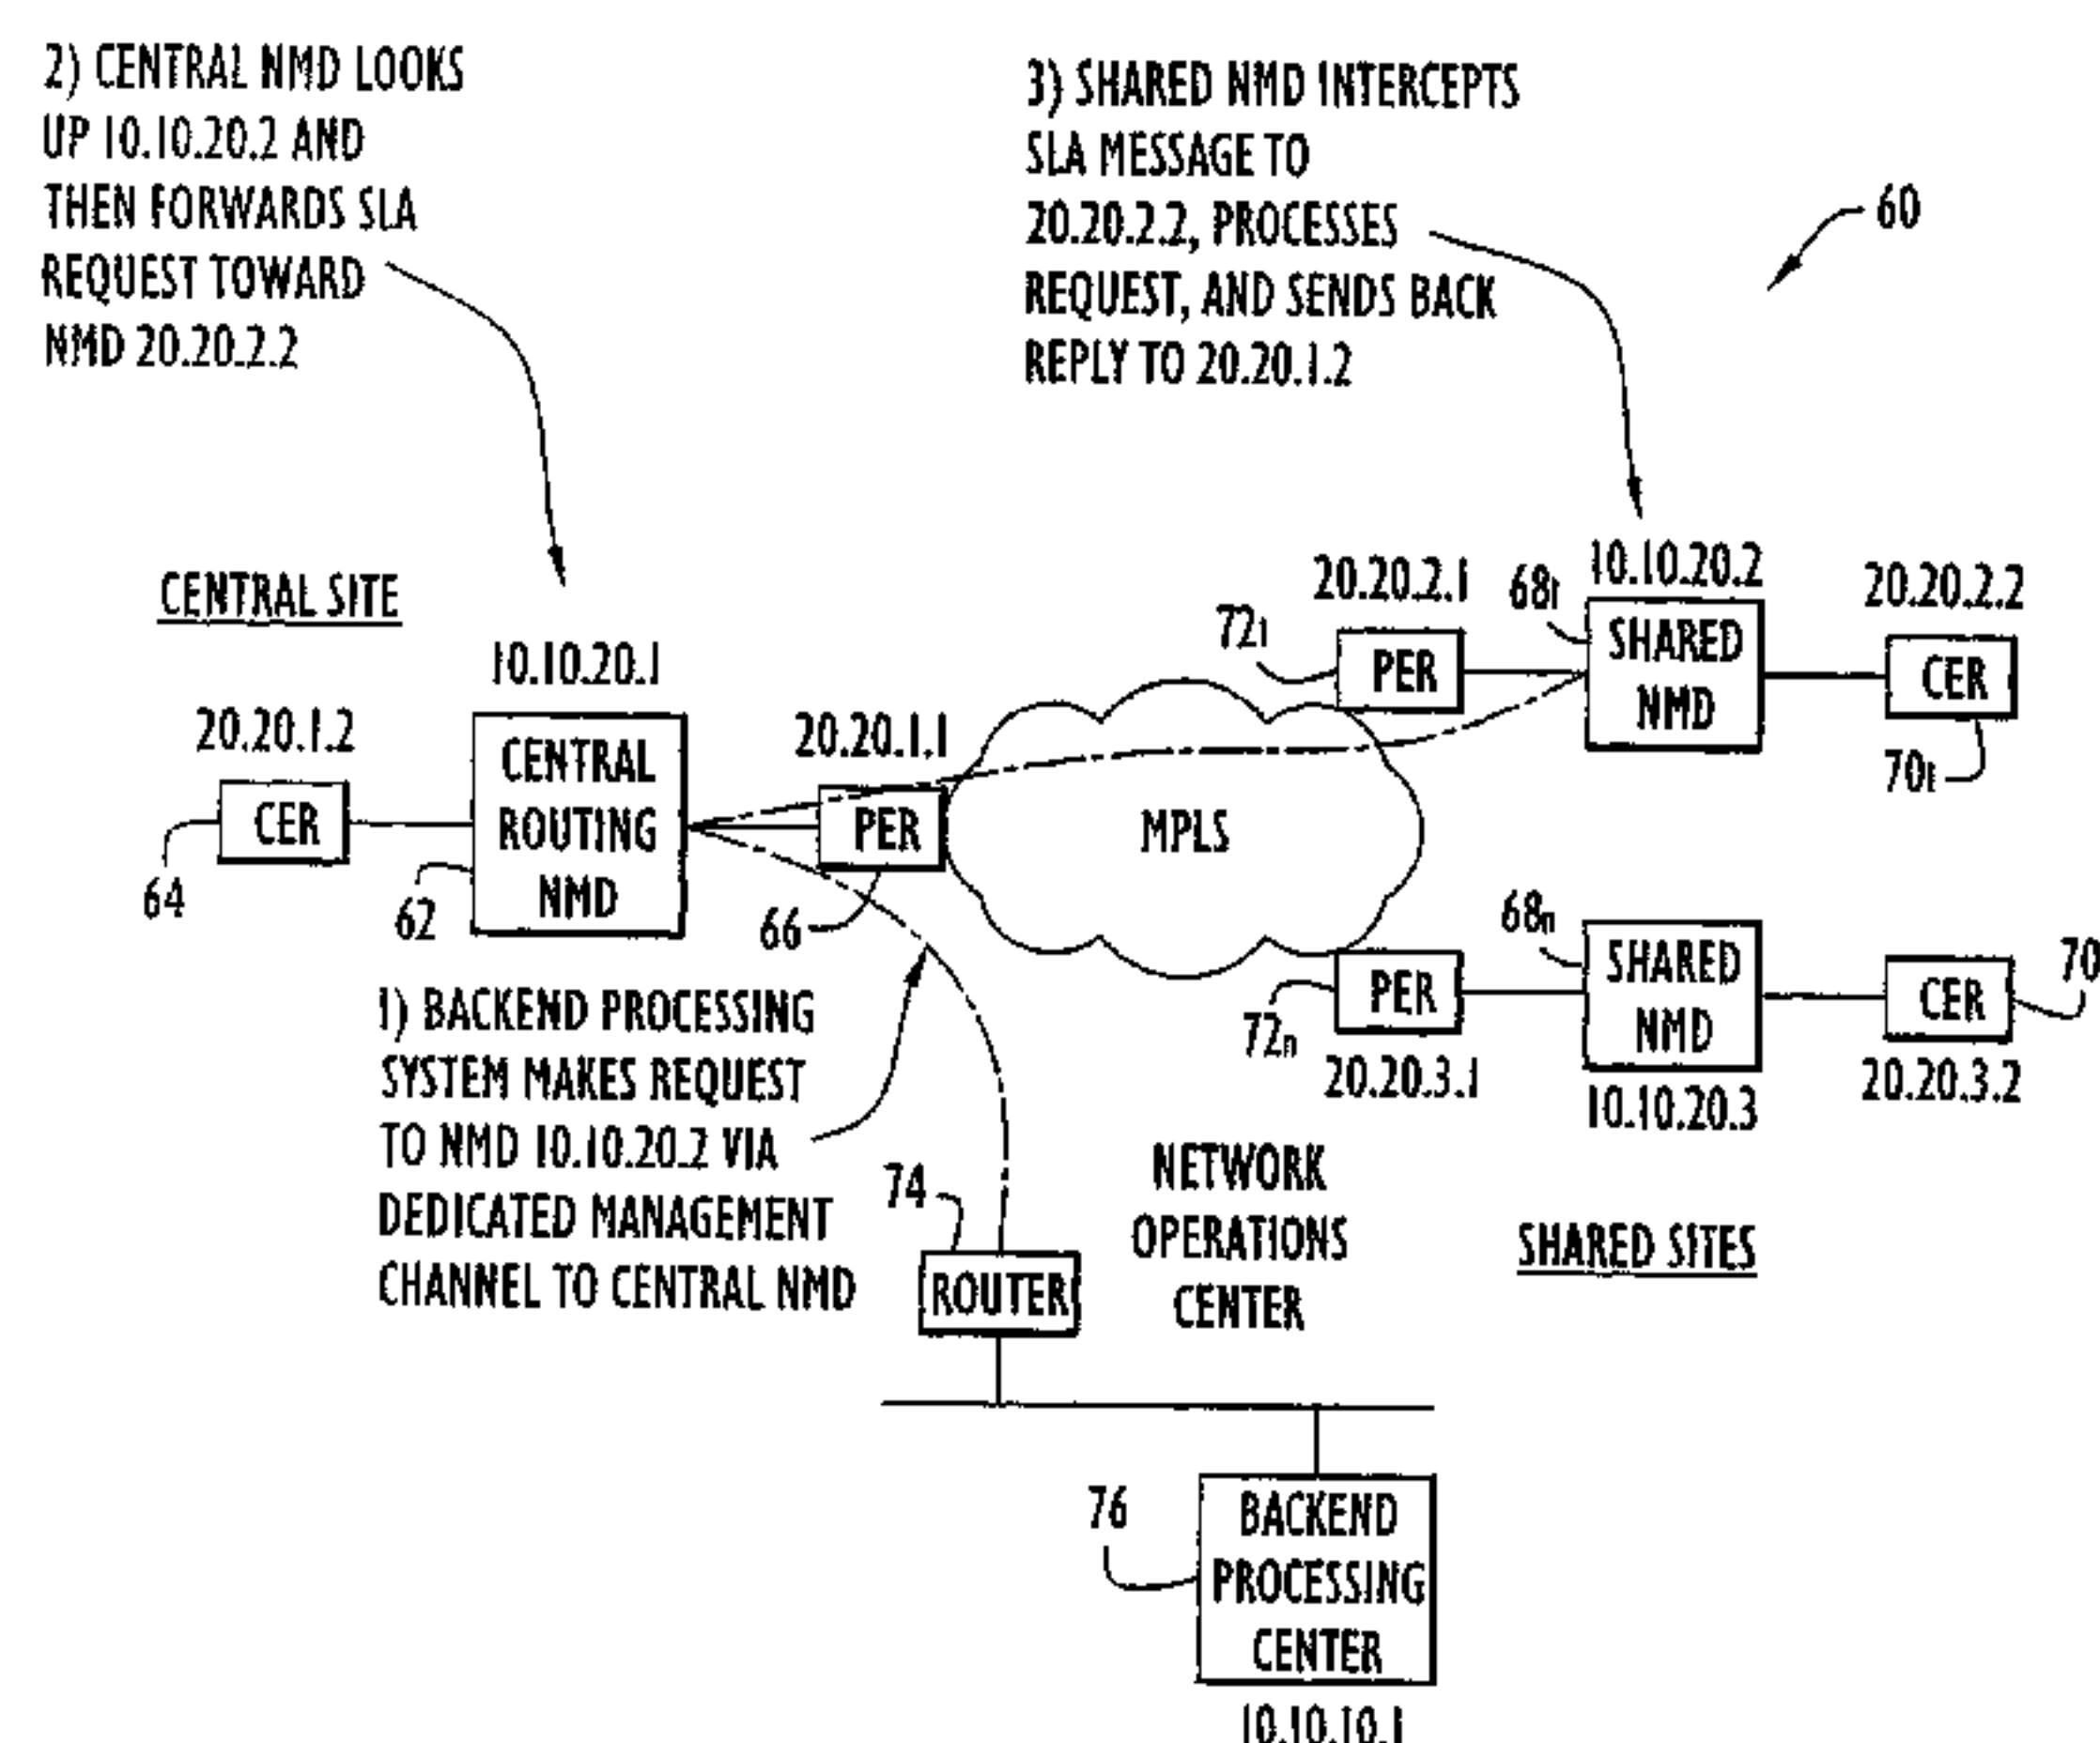 2) CENTRAL NMD LOOKS
UP 10.10.20.2 AND
THEN FORWARDS SLA
REQUEST TOWARD
NMD 20.20.2.2
3) SHARED NMD INTERCEPTS
SLA MESSAGE TO
20.20.2.2, PROCESSES
REQUEST, AND SENDS BACK
REPLY TO 20.20.1.2
60
CENTRAL SITE
10.10.20.1
20.20.1.2
CER
64
CENTRAL
ROUTING
NMD
62
20.20.1.1
PER
66
MPLS
20.20.2.1
72₁
PER
68₁
10.10.20.2
SHARED
NMD
20.20.2.2
CER
70₁
68ₙ
SHARED
NMD
10.10.20.3
PER
72ₙ
20.20.3.1
CER
70
20.20.3.2
1) BACKEND PROCESSING
SYSTEM MAKES REQUEST
TO NMD 10.10.20.2 VIA
DEDICATED MANAGEMENT
CHANNEL TO CENTRAL NMD
74
ROUTER
NETWORK
OPERATIONS
CENTER
SHARED SITES
76
BACKEND
PROCESSING
CENTER
10.10.10.1